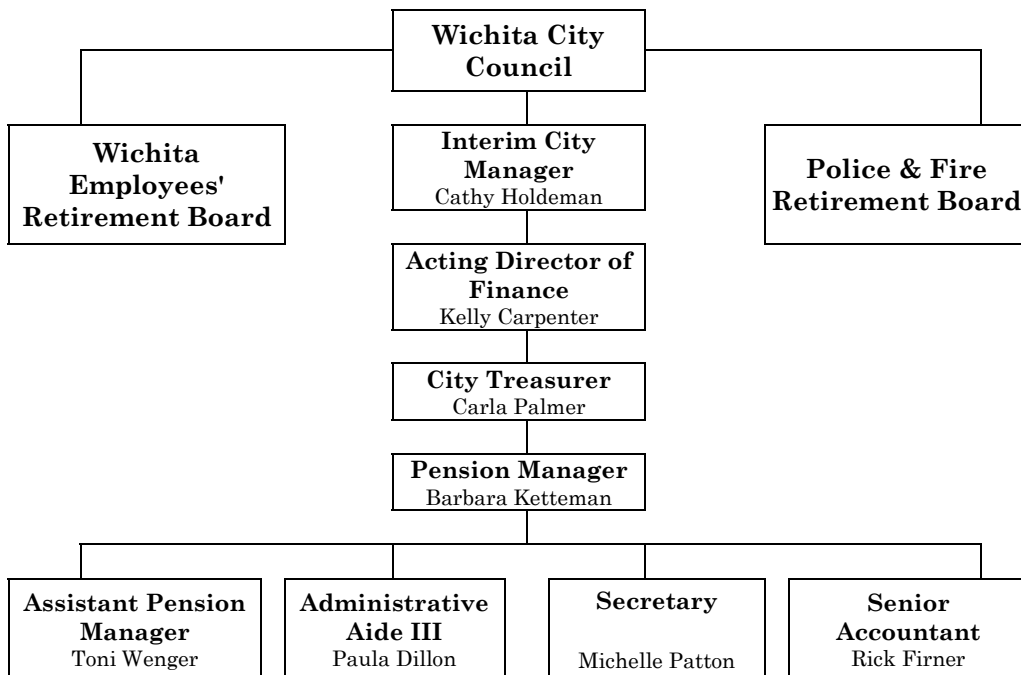 Wichita City
Council
Wichita
Employees'
Retirement Board
Interim City
Manager
Cathy Holdeman
Police & Fire
Retirement Board
Acting Director of
Finance
Kelly Carpenter
City Treasurer
Carla Palmer
Pension Manager
Barbara Ketteman
Assistant Pension
Manager
Toni Wenger
Administrative
Aide III
Paula Dillon
Secretary
Michelle Patton
Senior
Accountant
Rick Firner